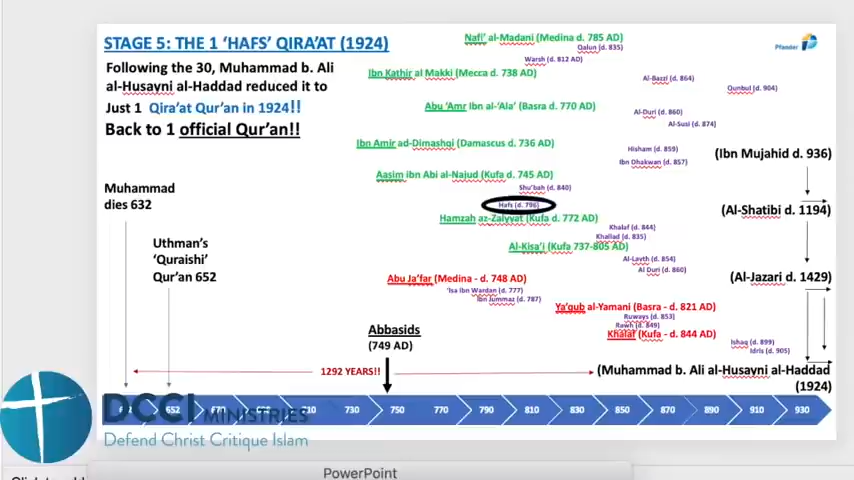 STAGE 5: THE 1 'HAFS' QIRA'AT (1924)
Following the 30, Muhammad b. Ali
al-Husayni al-Haddad reduced it to
Just 1 Qira'at Qur'an in 1924!!
Back to 1 official Qur'an!!
Muhammad
dies 632
Uthman's
'Quraishi'
Qur'an 652
Nafi' al-Madani (Medina d. 785 AD)
Qalun (d. 835)
Warsh (d. 812 AD)
Ibn Kathir al Makki (Mecca d. 738 AD)
Al-Bazzi (d. 864)
Qunbul (d. 904)
Abu 'Amr Ibn al-'Ala' (Basra d. 770 AD)
Al-Duri (d. 860)
Al-Susi (d. 874)
Ibn Amir ad-Dimashqi (Damascus d. 736 AD)
Hisham (d. 859)
Ibn Dhakwan (d. 857)
Aasim ibn Abi al-Najud (Kufa d. 745 AD)
Shu'bah (d. 840)
Hafs (d. 796)
Hamzah az-Zaiyyat (Kufa d. 772 AD)
Khalaf (d. 844)
Khallad (d. 835)
Al-Kisa'i (Kufa 737-805 AD)
Al-Layth (d. 854)
Al Duri (d. 860)
Abu Ja'far (Medina - d. 748 AD)
'Isa Ibn Wardan (d. 777)
Ibn Jummaz (d. 787)
Ya'qub al-Yamani (Basra - d. 821 AD)
Ruways (d. 853)
Rawh (d. 849)
Khalaf (Kufa - d. 844 AD)
Ishaq (d. 899)
Idris (d. 905)
Pfander
(Ibn Mujahid d. 936)
(Al-Shatibi d. 1194)
(Al-Jazari d. 1429)
(Muhammad b. Ali al-Husayni al-Haddad
(1924)
Abbasids
(749 AD)
1292 YEARS!!
652 730 750 770 790 810 830 850 870 890 910 930
DCCI MINISTRIES
Defend Christ Critique Islam
PowerPoint